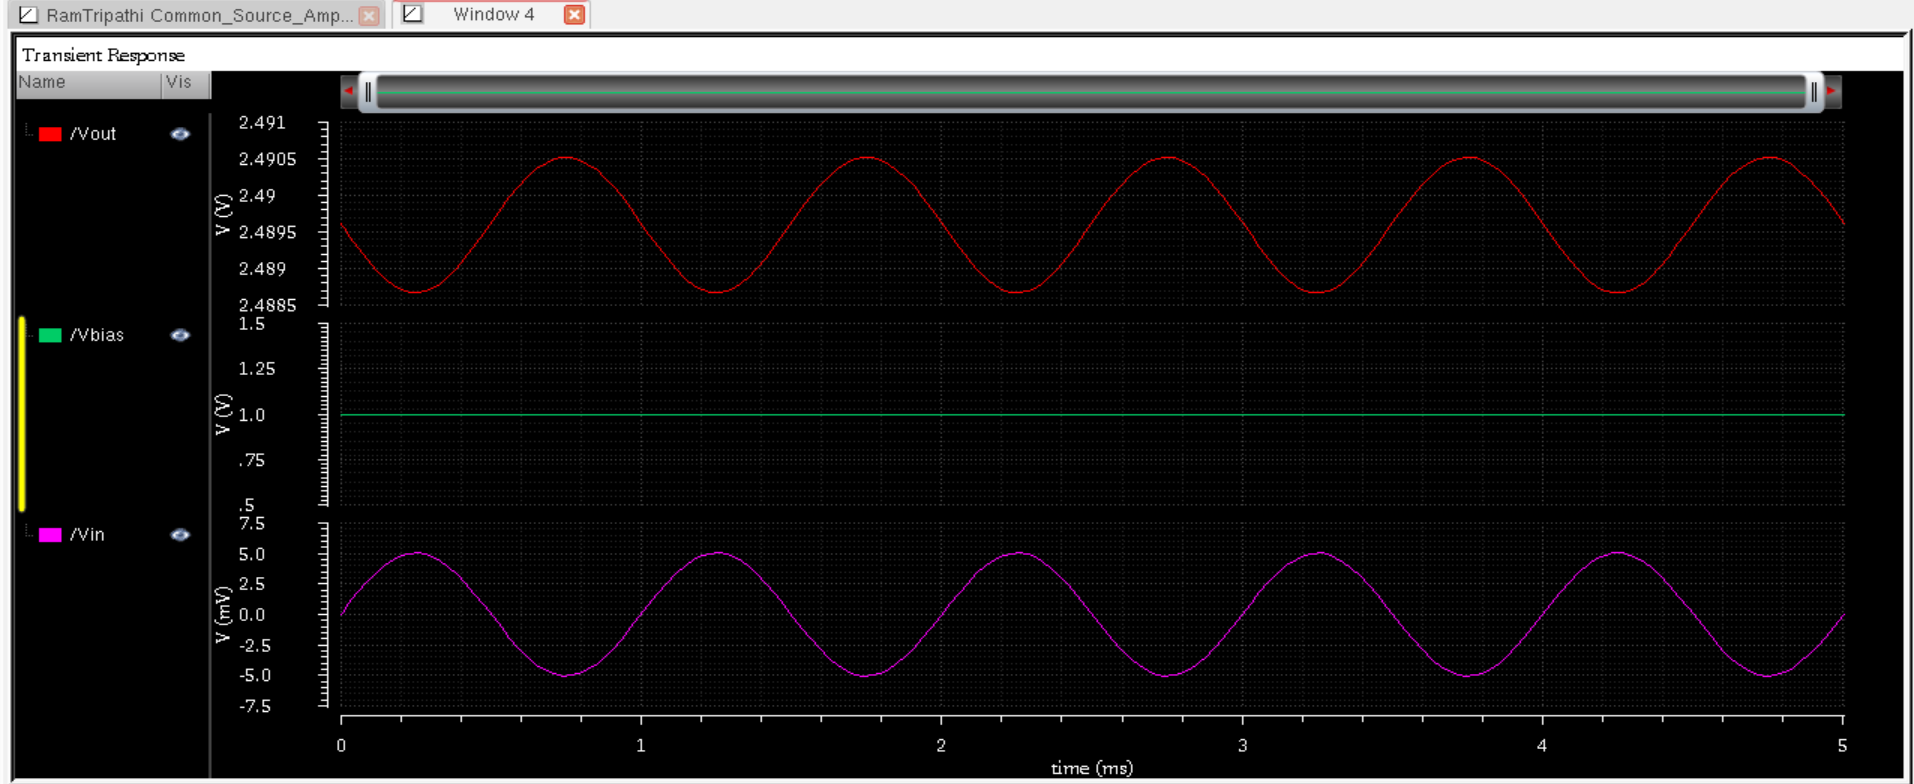 RamTripathi Common_Source_Amp... Window 4
Transient Response
Name Vis
/Vout
2.491
2.4905
2.49
2.4895
2.489
2.4885
V (V)
/Vbias
1.5
1.25
1.0
.75
.5
V (V)
/Vin
7.5
5.0
2.5
0.0
-2.5
-5.0
-7.5
V (mV)
0 1 2 3 4 5
time (ms)